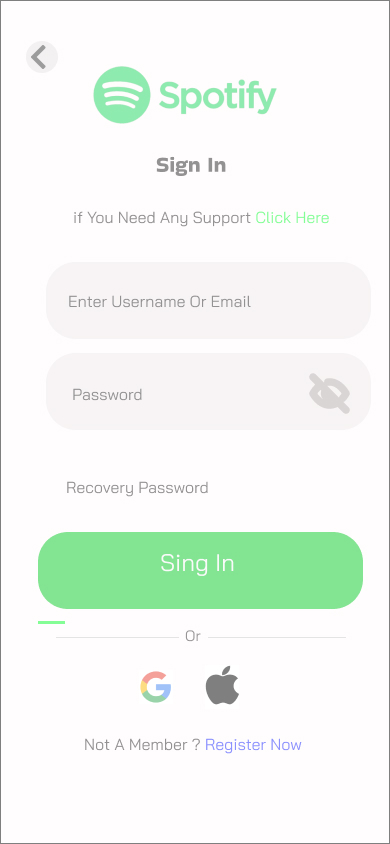 Spotify
Sign In
if You Need Any Support Click Here
Enter Username Or Email
Password
Recovery Password
Sing In
Or
Not A Member ? Register Now